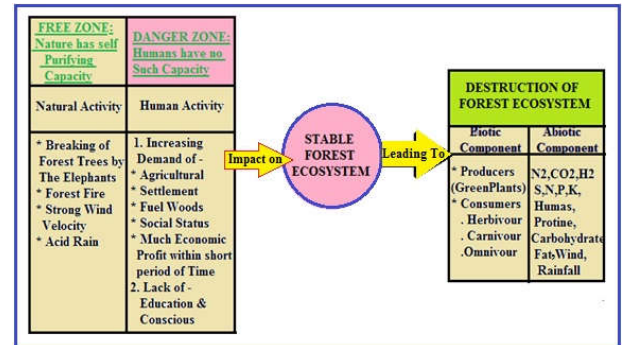 FREE ZONE:
Nature has self
Purifying
Capacity
DANGER ZONE:
Humans have no
Such Capacity
Natural Activity
Human Activity
* Breaking of
Forest Trees by
The Elephants
* Forest Fire
* Strong Wind
Velocity
* Acid Rain
1. Increasing
Demand of -
* Agricultural
* Settlement
* Fuel Woods
* Social Status
* Much Economic
Profit within short
period of Time
2. Lack of -
Education &
Conscious
Impact on
STABLE
FOREST
ECOSYSTEM
Leading To
DESTRUCTION OF
FOREST ECOSYSTEM
Biotic
Component
Abiotic
Component
* Producers
(GreenPlants)
* Consumers
. Herbivour
. Carnivour
.Omnivour
N2,CO2,H2
S,N,P,K,
Humas,
Protine,
Carbohydrate
Fat,Wind,
Rainfall